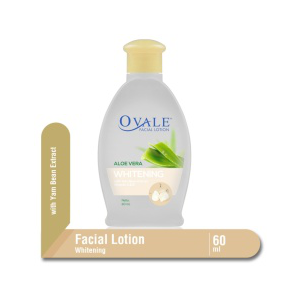 OVALE
FACIAL LOTION
ALOE VERA
WHITENING
with Yam Bean Extract
Facial Lotion
Whitening
60
ml